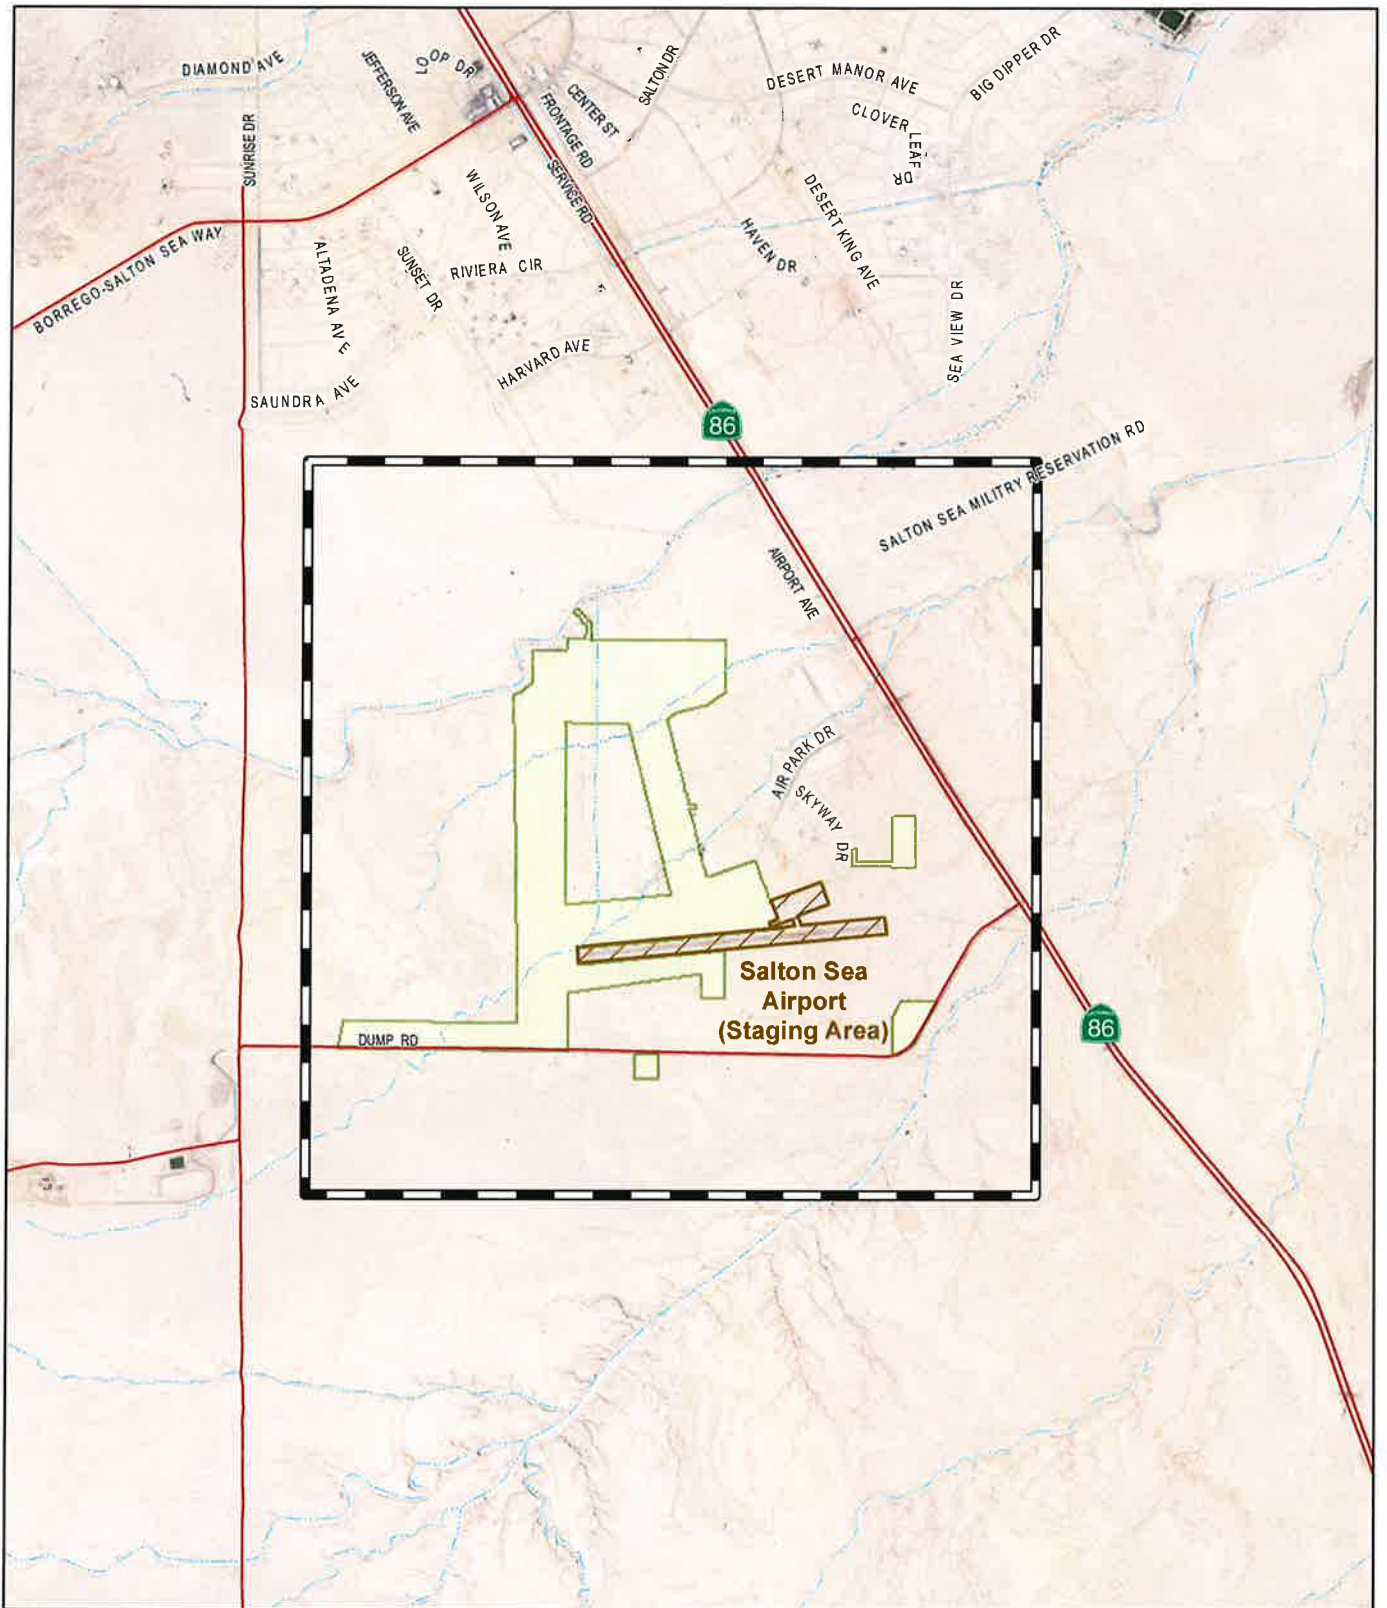 DIAMOND AVE
JEFFERSON AVE
LOOP DR
CENTER ST
FRONTAGE RD
SALTON DR
DESERT MANOR AVE
BIG DIPPER DR
CLOVER LEAF DR
SUNRISE DR
SERVICE RD
WILSON AVE
DESERT KING AVE
HAVEN DR
BORREGO-SALTON SEA WAY
ALTADENA AVE
SUNSET DR
RIVIERA CIR
SEA VIEW DR
HARVARD AVE
SAUNDRA AVE
86
SALTON SEA MILITRY RESERVATION RD
AIRPORT AVE
AIR PARK DR
SKYWAY DR
Salton Sea
Airport
(Staging Area)
DUMP RD
86